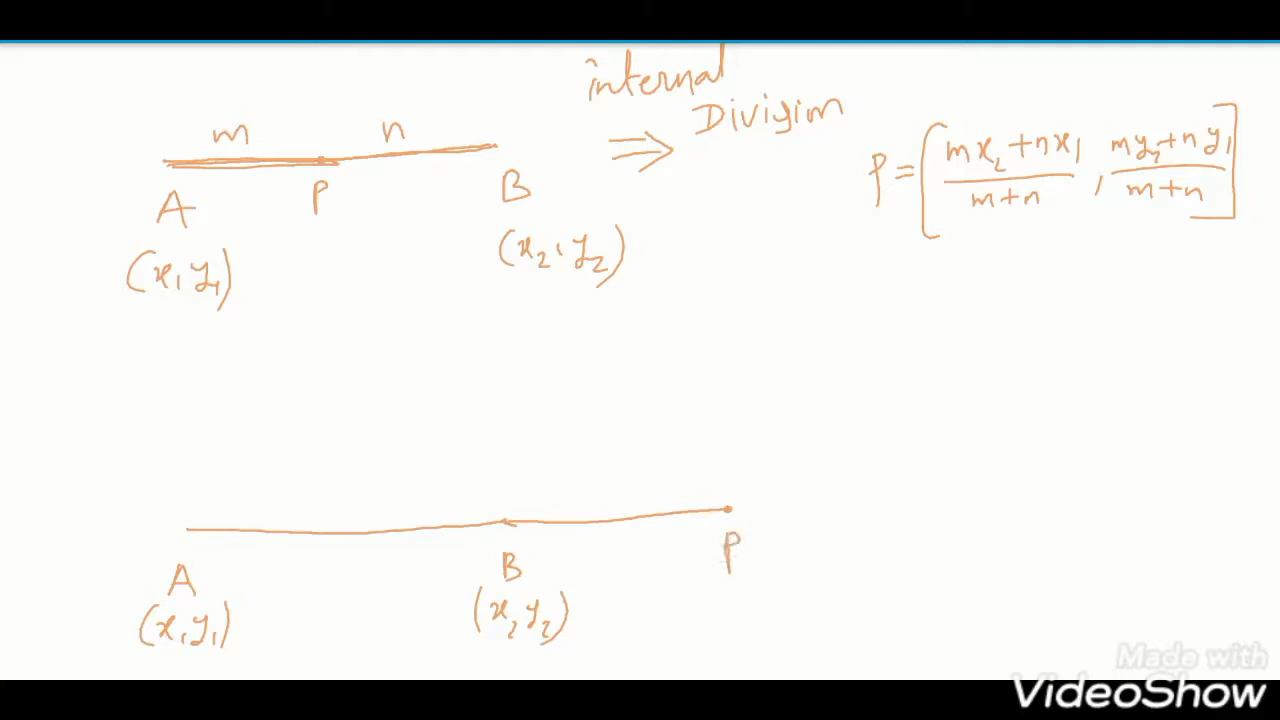 internal
Division
m n
A P B
(x₁, y₁) (x₂, y₂)
P = [ (mx₂ + nx₁)/(m+n) , (my₂ + ny₁)/(m+n) ]
A B P
(x₁, y₁) (x₂, y₂)
Made with
VideoShow